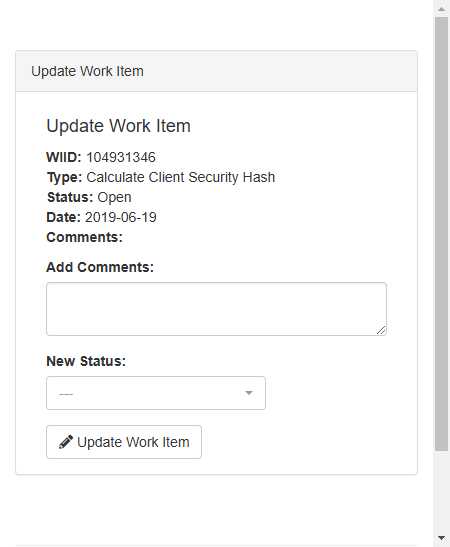 Update Work Item
Update Work Item
WIID: 104931346
Type: Calculate Client Security Hash
Status: Open
Date: 2019-06-19
Comments:
Add Comments:
New Status:
---
Update Work Item